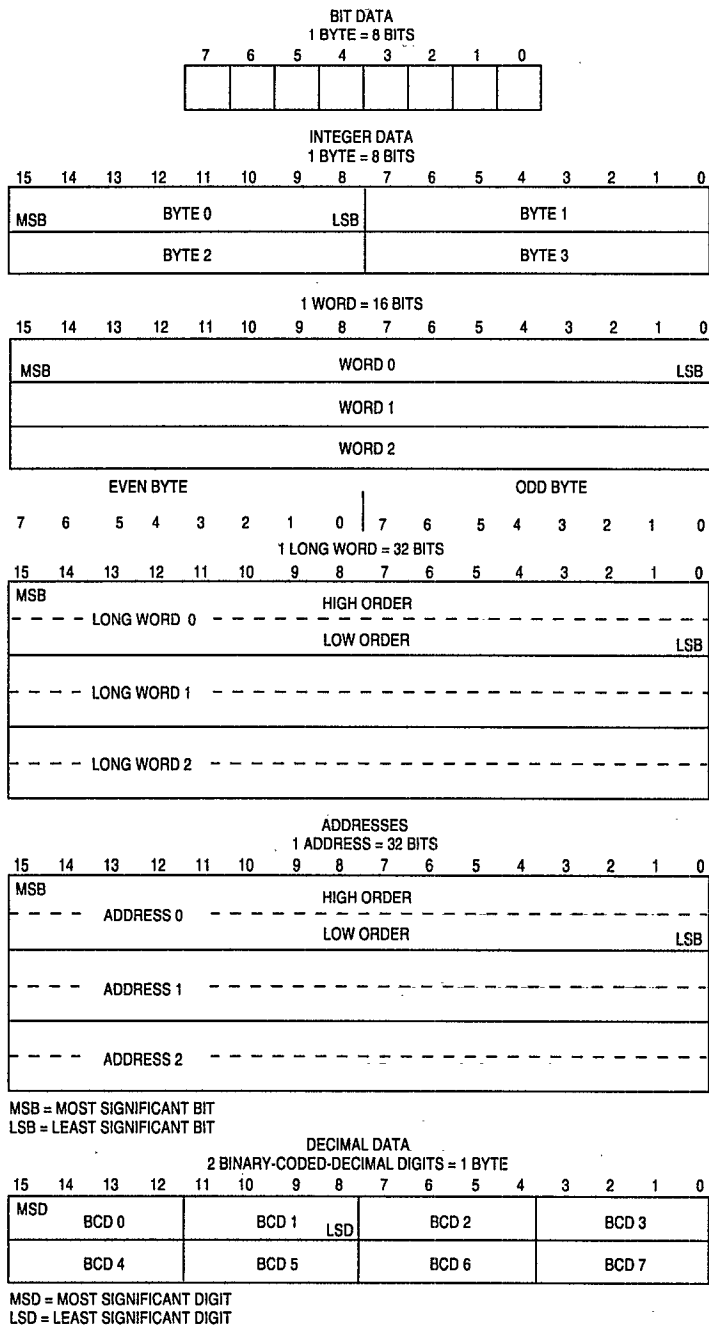 BIT DATA
1 BYTE = 8 BITS
7 6 5 4 3 2 1 0
INTEGER DATA
1 BYTE = 8 BITS
15 14 13 12 11 10 9 8 7 6 5 4 3 2 1 0
MSB BYTE 0 LSB BYTE 1
BYTE 2 BYTE 3
1 WORD = 16 BITS
15 14 13 12 11 10 9 8 7 6 5 4 3 2 1 0
MSB WORD 0 LSB
WORD 1
WORD 2
EVEN BYTE ODD BYTE
7 6 5 4 3 2 1 0 7 6 5 4 3 2 1 0
1 LONG WORD = 32 BITS
15 14 13 12 11 10 9 8 7 6 5 4 3 2 1 0
MSB HIGH ORDER
LONG WORD 0
LOW ORDER LSB
LONG WORD 1
LONG WORD 2
ADDRESSES
1 ADDRESS = 32 BITS
15 14 13 12 11 10 9 8 7 6 5 4 3 2 1 0
MSB HIGH ORDER
ADDRESS 0
LOW ORDER LSB
ADDRESS 1
ADDRESS 2
MSB = MOST SIGNIFICANT BIT
LSB = LEAST SIGNIFICANT BIT
DECIMAL DATA
2 BINARY-CODED-DECIMAL DIGITS = 1 BYTE
15 14 13 12 11 10 9 8 7 6 5 4 3 2 1 0
MSD BCD 0 BCD 1 LSD BCD 2 BCD 3
BCD 4 BCD 5 BCD 6 BCD 7
MSD = MOST SIGNIFICANT DIGIT
LSD = LEAST SIGNIFICANT DIGIT